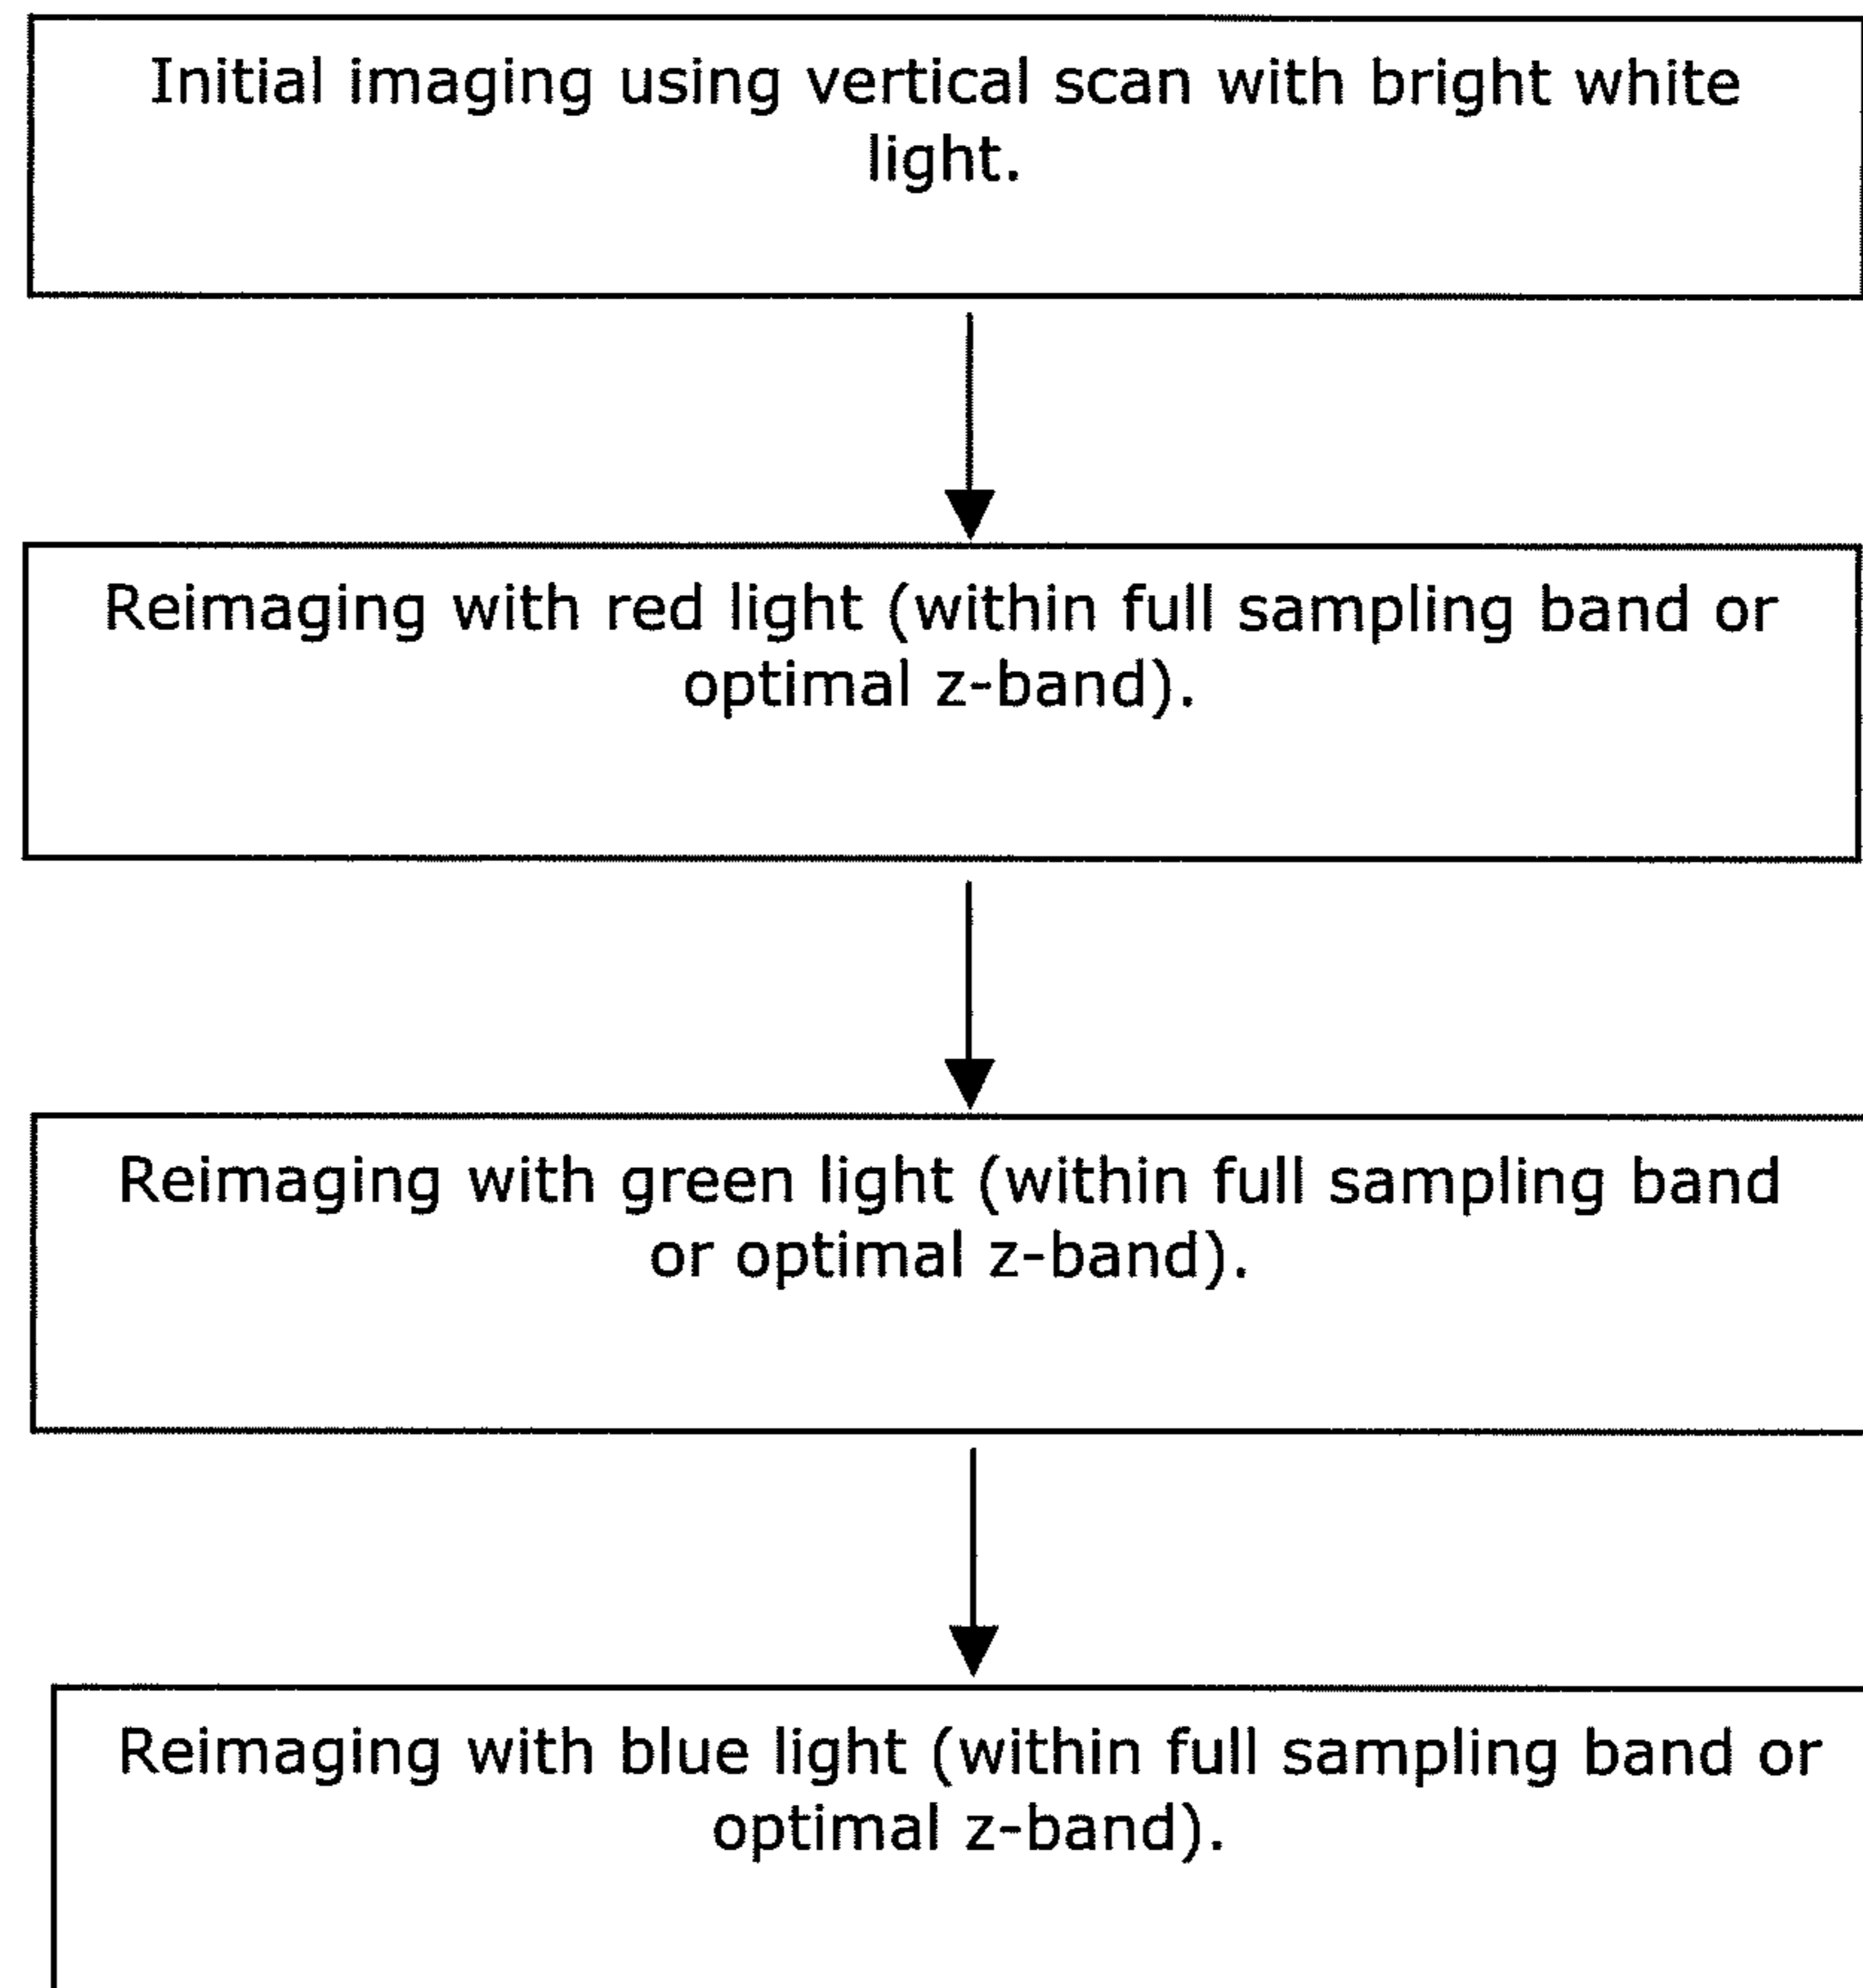 Initial imaging using vertical scan with bright white
light.
Reimaging with red light (within full sampling band or
optimal z-band).
Reimaging with green light (within full sampling band
or optimal z-band).
Reimaging with blue light (within full sampling band or
optimal z-band).